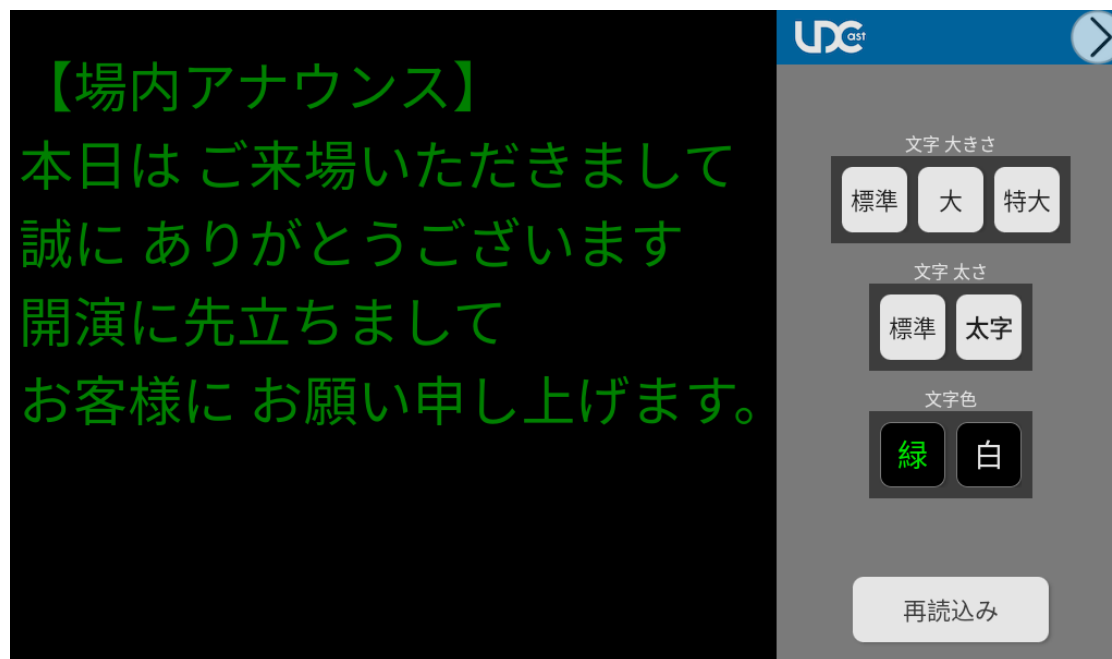 【場内アナウンス】
本日は ご来場いただきまして
誠に ありがとうございます
開演に先立ちまして
お客様に お願い申し上げます。
UDCast
文字 大きさ
標準 大 特大
文字 太さ
標準 太字
文字色
緑 白
再読込み